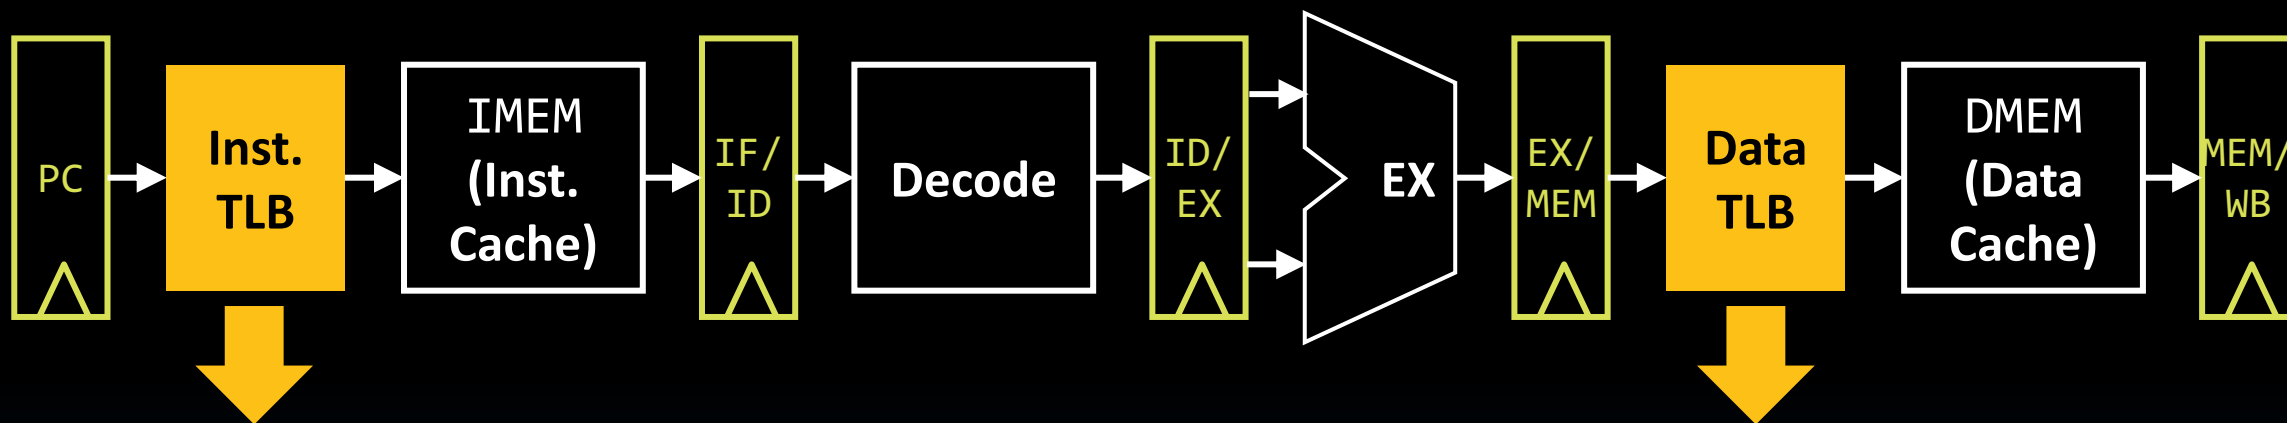 PC
Inst.
TLB
IMEM
(Inst.
Cache)
IF/
ID
Decode
ID/
EX
EX
EX/
MEM
Data
TLB
DMEM
(Data
Cache)
MEM/
WB